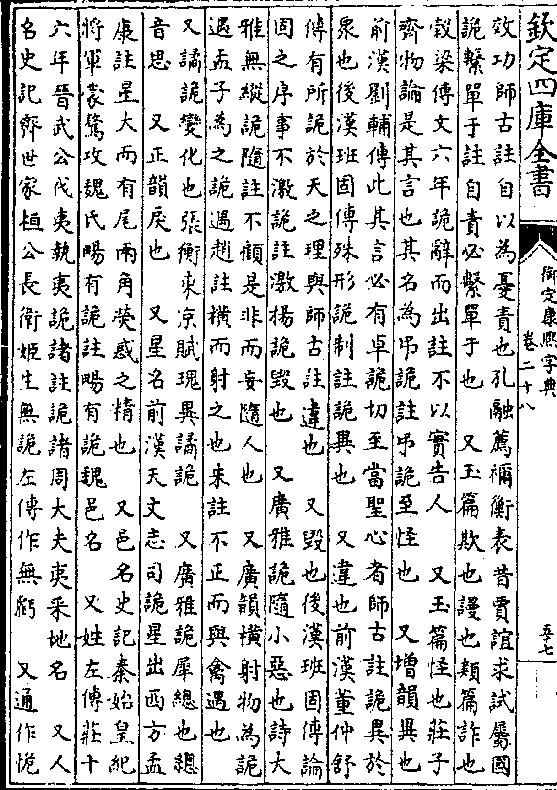 欽定四庫全書
御定康熙字典
卷二十八
五七
效功師古註自以為憂責也孔融薦禰衡表昔賈誼求試屬國
詭繫單于註自責必繫單于也　又玉篇欺也謾也類篇詐也
穀梁傳文六年詭辭而出註不以實告人　又玉篇怪也莊子
齊物論是其言也其名為弔詭註弔詭至怪也　又增韻異也
前漢劉輔傳此其言必有卓詭切至當聖心者師古註詭異於
衆也後漢班固傳殊形詭制註詭異也　又違也前漢董仲舒
傳有所詭於天之理與師古註違也　又毀也後漢班固傳論
固之序事不激詭註激揚詭毀也　又廣雅詭隨小惡也詩大
雅無縱詭隨註不顧是非而妄隨人也　又廣韻橫射物為詭
遇孟子為之詭遇趙註橫而射之也朱註不正而與禽遇也
又譎詭變化也張衡東京賦瑰異譎詭　又廣雅詭犀總也總
音思　又正韻戾也　又星名前漢天文志司詭星出西方孟
康註星大而有尾兩角熒惑之精也　又邑名史記秦始皇紀
將軍蒙驁攻魏氏暘有詭註暘有詭魏邑名　又姓左傳莊十
六年晉武公伐夷執夷詭諸註詭諸周大夫夷采地名　又人
名史記齊世家桓公長衛姬生無詭左傳作無虧　又通作恑